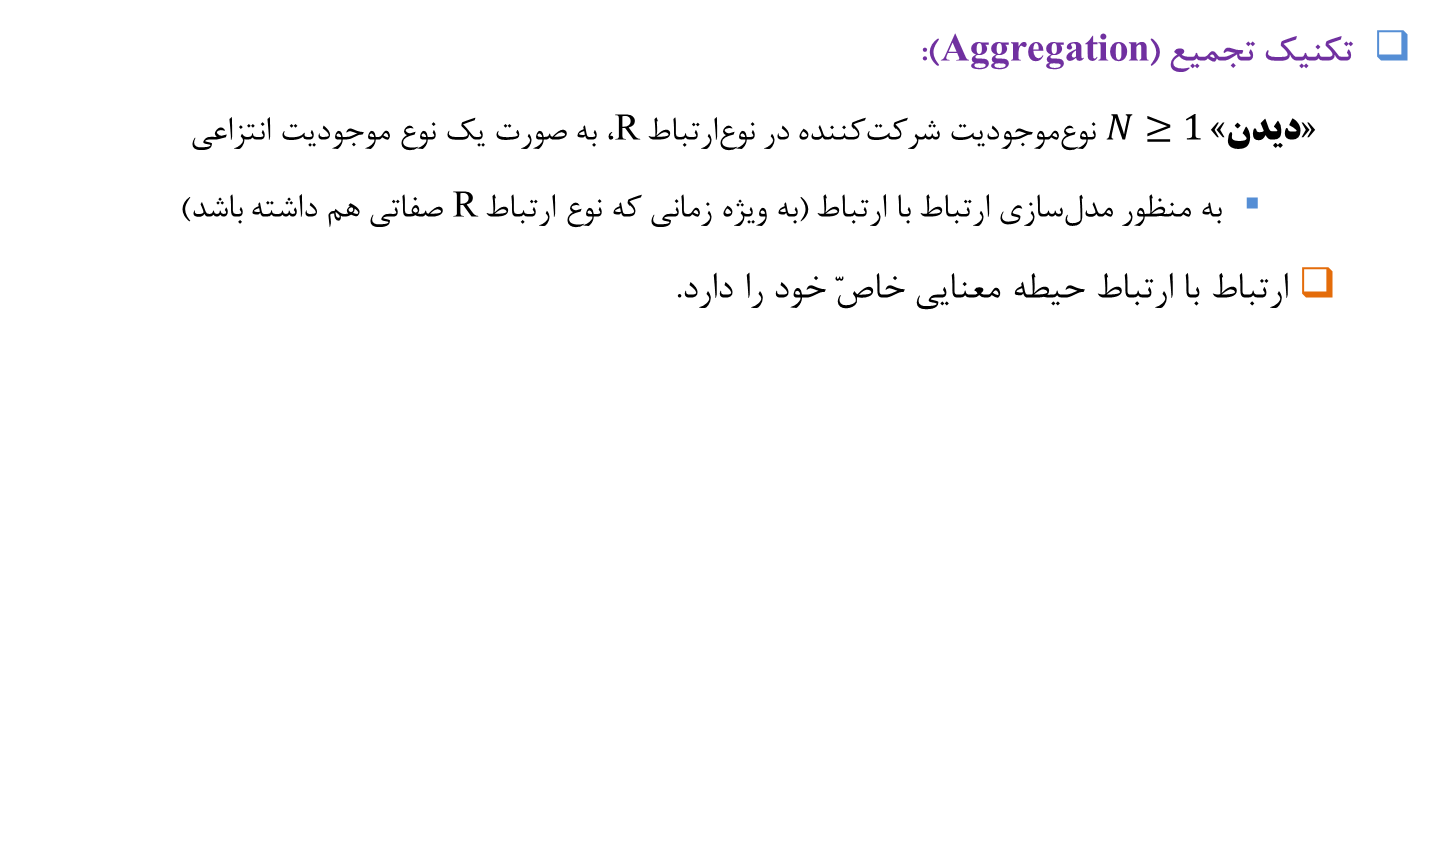 تکنیک تجمیع (Aggregation):
«دیدن» N ≥ 1 نوع‌موجودیت شرکت‌کننده در نوع‌ارتباط R، به صورت یک نوع موجودیت انتزاعی
به منظور مدل‌سازی ارتباط با ارتباط (به ویژه زمانی که نوع ارتباط R صفاتی هم داشته باشد)
ارتباط با ارتباط حیطه معنایی خاصّ خود را دارد.